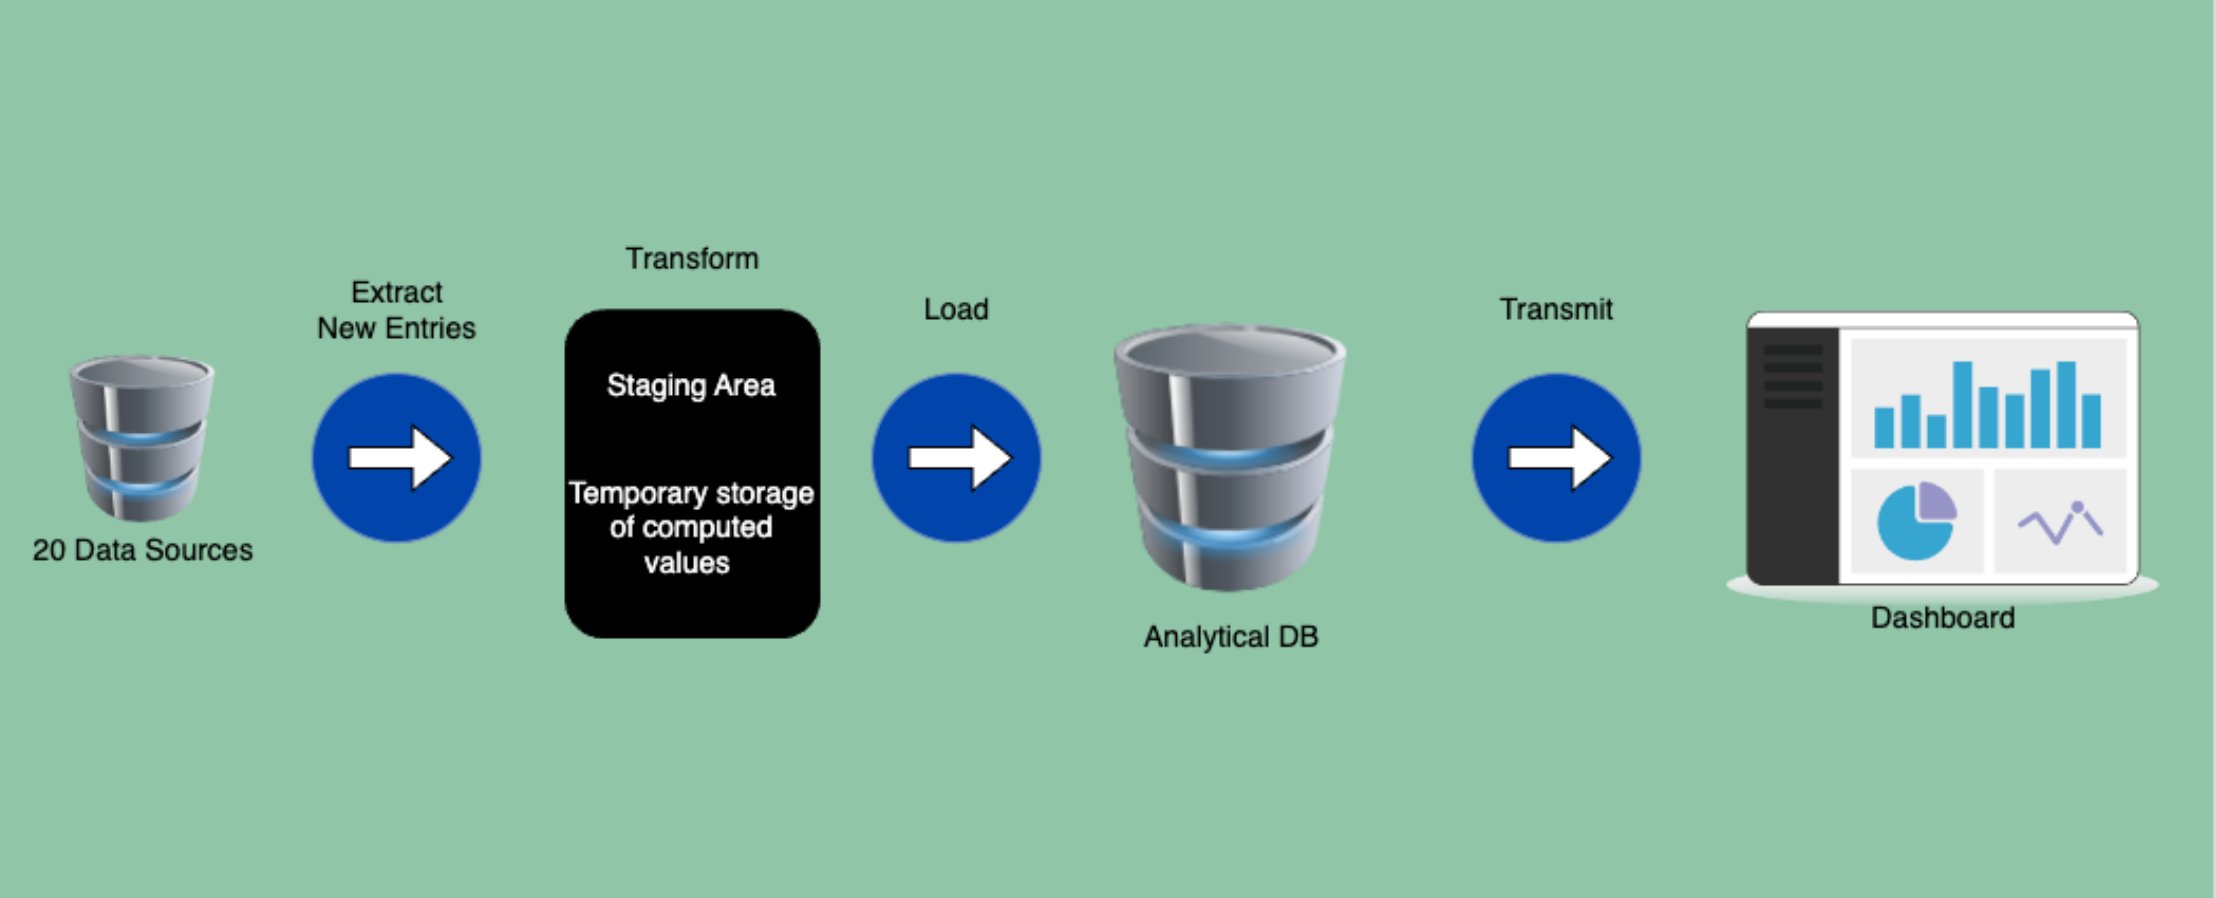 20 Data Sources
Extract
New Entries
Transform
Staging Area
Temporary storage
of computed
values
Load
Analytical DB
Transmit
Dashboard